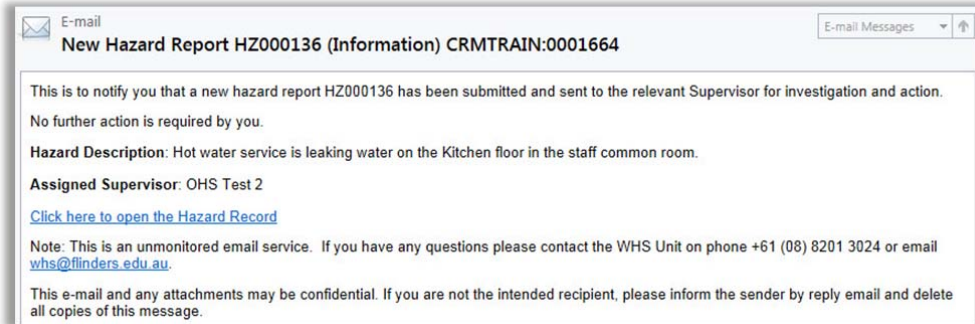 E-mail
New Hazard Report HZ000136 (Information) CRMTRAIN:0001664
E-mail Messages
This is to notify you that a new hazard report HZ000136 has been submitted and sent to the relevant Supervisor for investigation and action.
No further action is required by you.
Hazard Description: Hot water service is leaking water on the Kitchen floor in the staff common room.
Assigned Supervisor: OHS Test 2
Click here to open the Hazard Record
Note: This is an unmonitored email service.  If you have any questions please contact the WHS Unit on phone +61 (08) 8201 3024 or email
whs@flinders.edu.au.
This e-mail and any attachments may be confidential. If you are not the intended recipient, please inform the sender by reply email and delete
all copies of this message.